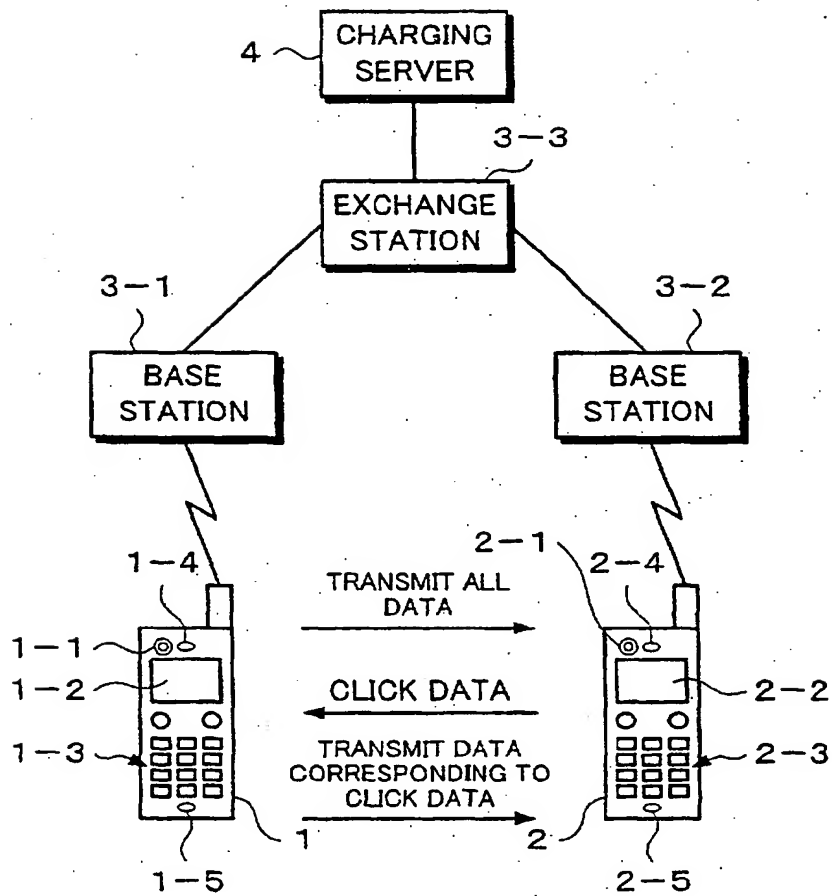 4
CHARGING
SERVER
3-3
EXCHANGE
STATION
3-1
3-2
BASE
STATION
BASE
STATION
1-4
TRANSMIT ALL
DATA
2-1
2-4
1-1
1-2
CLICK DATA
2-2
1-3
TRANSMIT DATA
CORRESPONDING TO
CLICK DATA
2-3
1
2
1-5
2-5